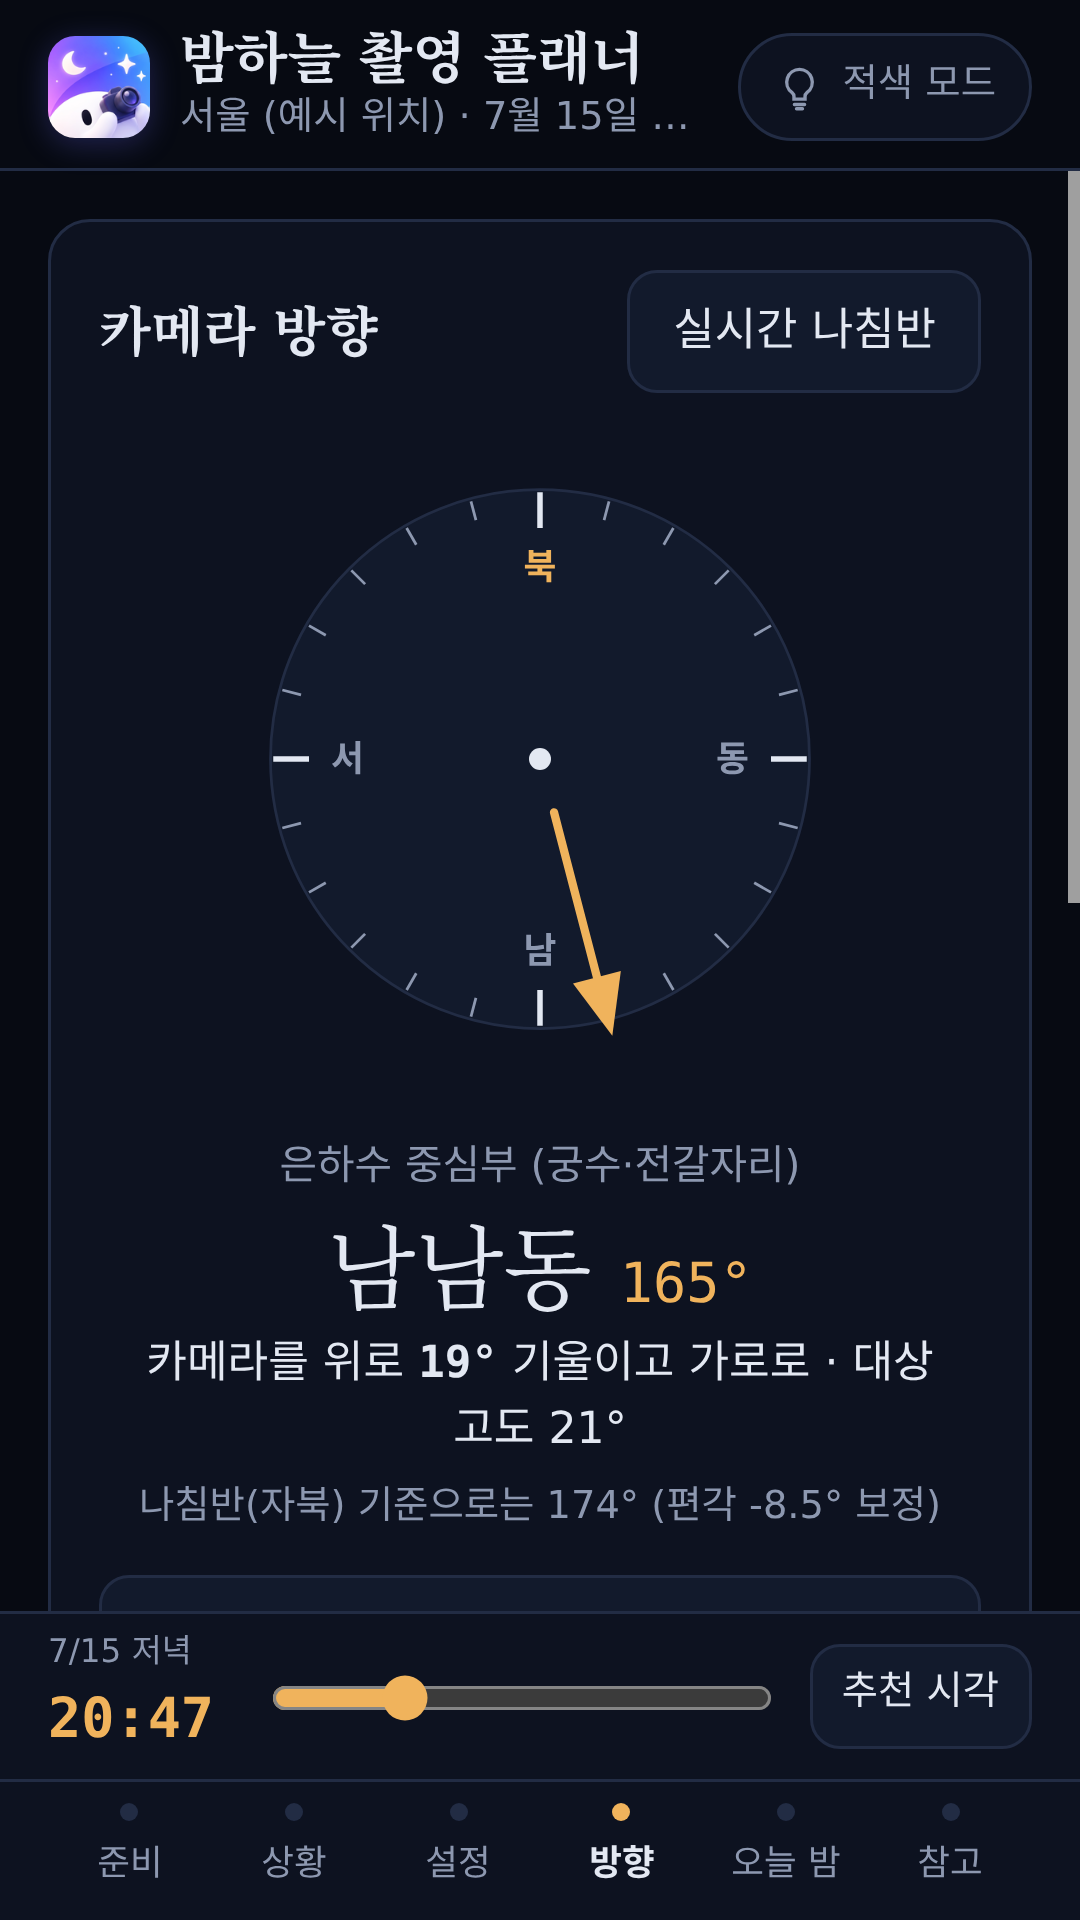 밤하늘 촬영 플래너
서울 (예시 위치) · 7월 15일 ...
적색 모드
카메라 방향
실시간 나침반
북
서
동
남
은하수 중심부 (궁수·전갈자리)
남남동 165°
카메라를 위로 19° 기울이고 가로로 · 대상
고도 21°
나침반(자북) 기준으로는 174° (편각 -8.5° 보정)
7/15 저녁
20:47
추천 시각
준비
상황
설정
방향
오늘 밤
참고